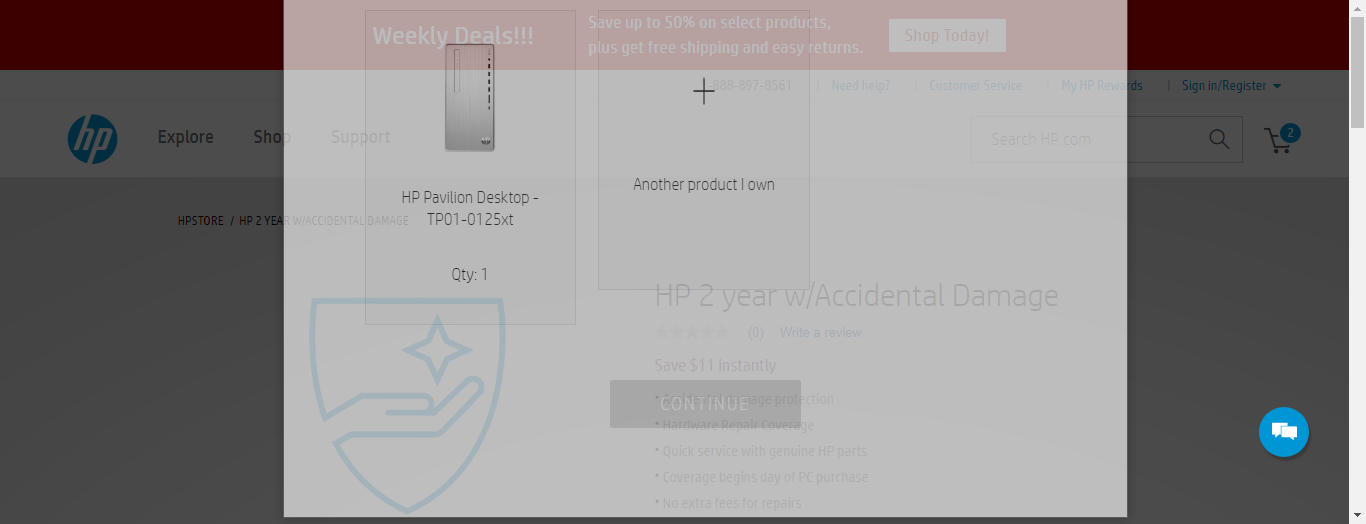 Weekly Deals!!!
Save up to 50% on select products,
plus get free shipping and easy returns.
Shop Today!
888-897-8561
Need help?
Customer Service
My HP Rewards
Sign in/Register
hp
Explore
Shop
Support
Search HP.com
2
HPSTORE / HP 2 YEAR W/ACCIDENTAL DAMAGE
HP Pavilion Desktop -
TP01-0125xt
Qty: 1
Another product I own
HP 2 year w/Accidental Damage
(0)
Write a review
Save $11 instantly
CONTINUE
damage protection
• Hardware Repair Coverage
• Quick service with genuine HP parts
• Coverage begins day of PC purchase
• No extra fees for repairs